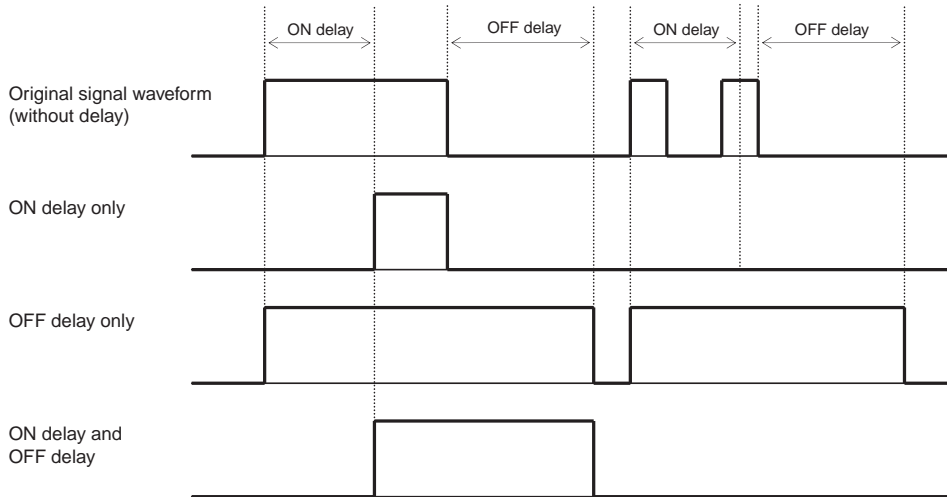 ON delay
OFF delay
ON delay
OFF delay
Original signal waveform
(without delay)
ON delay only
OFF delay only
ON delay and
OFF delay